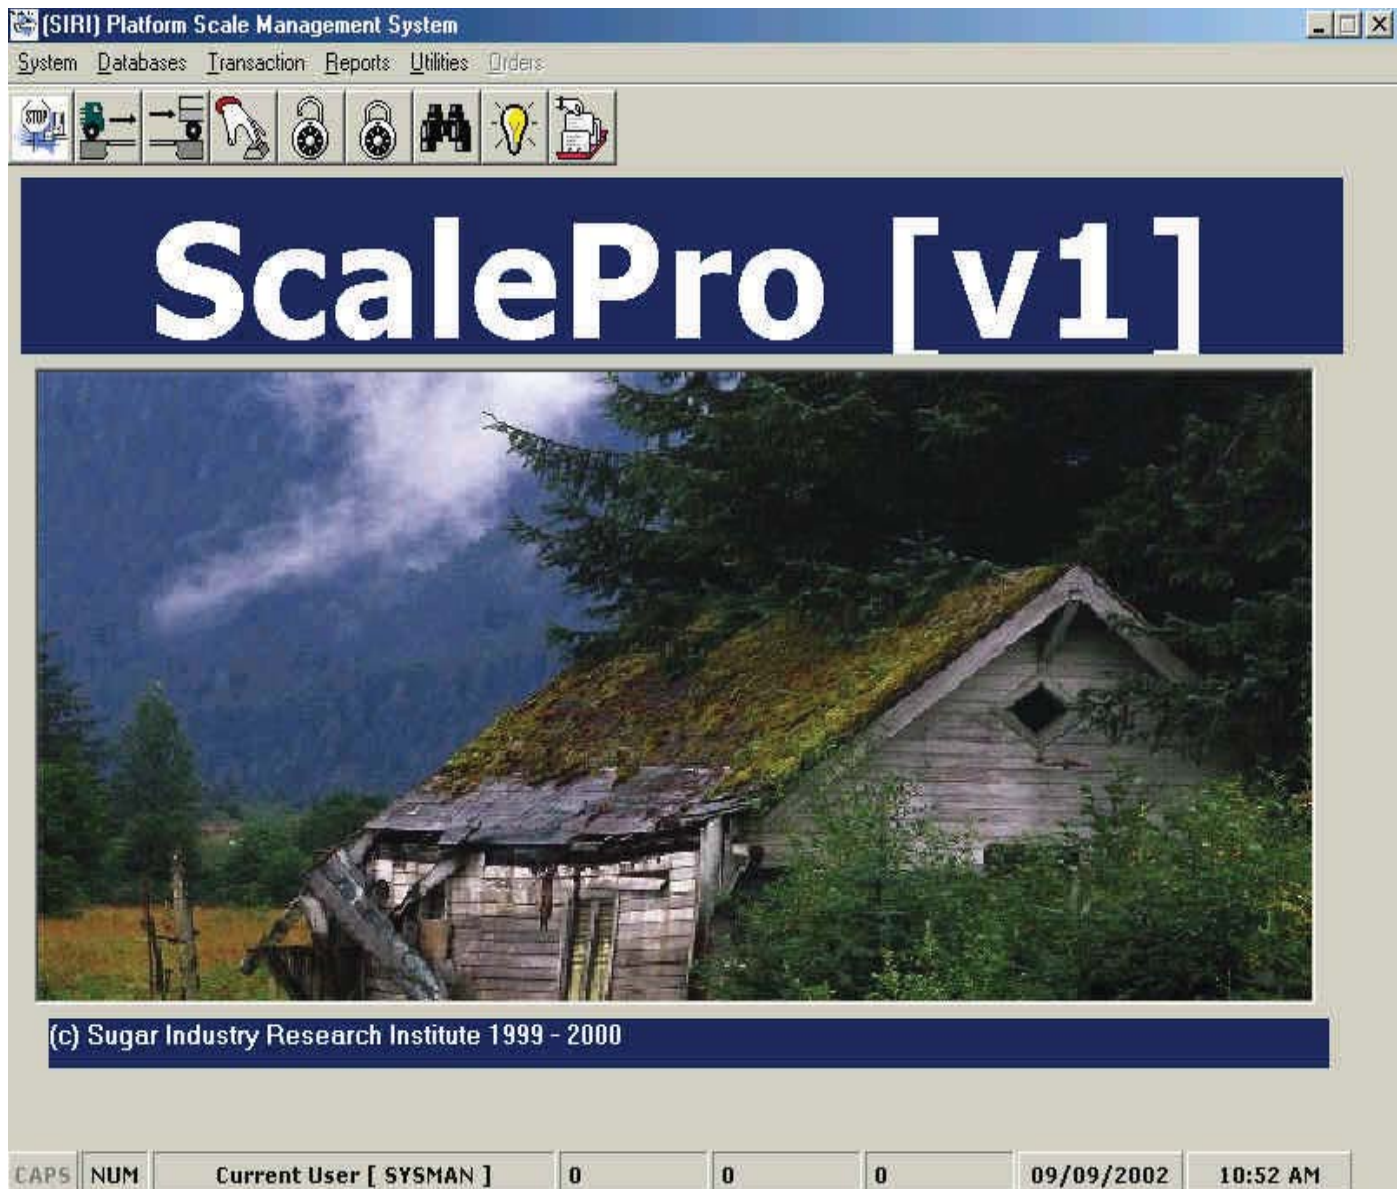 (SIRI) Platform Scale Management System
System Databases Transaction Reports Utilities Orders
STOP
ScalePro [v1]
(c) Sugar Industry Research Institute 1999 - 2000
CAPS NUM Current User [ SYSMAN ] 0 0 0 09/09/2002 10:52 AM